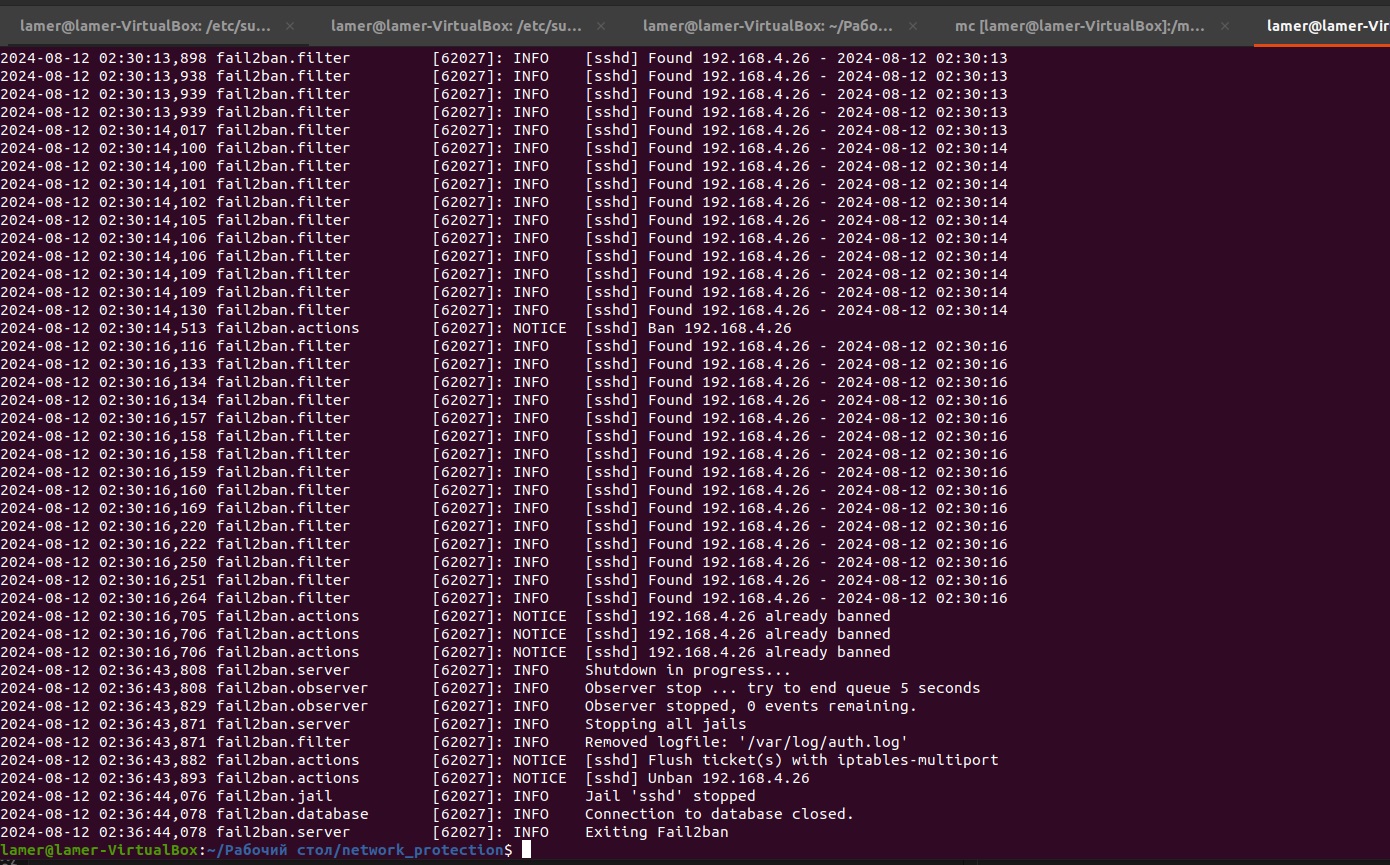 lamer@lamer-VirtualBox: /etc/su... × lamer@lamer-VirtualBox: /etc/su... × lamer@lamer-VirtualBox: ~/Рабо... × mc [lamer@lamer-VirtualBox]:/m... × lamer@lamer-Vir
2024-08-12 02:30:13,898 fail2ban.filter [62027]: INFO [sshd] Found 192.168.4.26 - 2024-08-12 02:30:13
2024-08-12 02:30:13,938 fail2ban.filter [62027]: INFO [sshd] Found 192.168.4.26 - 2024-08-12 02:30:13
2024-08-12 02:30:13,939 fail2ban.filter [62027]: INFO [sshd] Found 192.168.4.26 - 2024-08-12 02:30:13
2024-08-12 02:30:13,939 fail2ban.filter [62027]: INFO [sshd] Found 192.168.4.26 - 2024-08-12 02:30:13
2024-08-12 02:30:14,017 fail2ban.filter [62027]: INFO [sshd] Found 192.168.4.26 - 2024-08-12 02:30:13
2024-08-12 02:30:14,100 fail2ban.filter [62027]: INFO [sshd] Found 192.168.4.26 - 2024-08-12 02:30:14
2024-08-12 02:30:14,100 fail2ban.filter [62027]: INFO [sshd] Found 192.168.4.26 - 2024-08-12 02:30:14
2024-08-12 02:30:14,101 fail2ban.filter [62027]: INFO [sshd] Found 192.168.4.26 - 2024-08-12 02:30:14
2024-08-12 02:30:14,102 fail2ban.filter [62027]: INFO [sshd] Found 192.168.4.26 - 2024-08-12 02:30:14
2024-08-12 02:30:14,105 fail2ban.filter [62027]: INFO [sshd] Found 192.168.4.26 - 2024-08-12 02:30:14
2024-08-12 02:30:14,106 fail2ban.filter [62027]: INFO [sshd] Found 192.168.4.26 - 2024-08-12 02:30:14
2024-08-12 02:30:14,106 fail2ban.filter [62027]: INFO [sshd] Found 192.168.4.26 - 2024-08-12 02:30:14
2024-08-12 02:30:14,109 fail2ban.filter [62027]: INFO [sshd] Found 192.168.4.26 - 2024-08-12 02:30:14
2024-08-12 02:30:14,109 fail2ban.filter [62027]: INFO [sshd] Found 192.168.4.26 - 2024-08-12 02:30:14
2024-08-12 02:30:14,130 fail2ban.filter [62027]: INFO [sshd] Found 192.168.4.26 - 2024-08-12 02:30:14
2024-08-12 02:30:14,513 fail2ban.actions [62027]: NOTICE [sshd] Ban 192.168.4.26
2024-08-12 02:30:16,116 fail2ban.filter [62027]: INFO [sshd] Found 192.168.4.26 - 2024-08-12 02:30:16
2024-08-12 02:30:16,133 fail2ban.filter [62027]: INFO [sshd] Found 192.168.4.26 - 2024-08-12 02:30:16
2024-08-12 02:30:16,134 fail2ban.filter [62027]: INFO [sshd] Found 192.168.4.26 - 2024-08-12 02:30:16
2024-08-12 02:30:16,134 fail2ban.filter [62027]: INFO [sshd] Found 192.168.4.26 - 2024-08-12 02:30:16
2024-08-12 02:30:16,157 fail2ban.filter [62027]: INFO [sshd] Found 192.168.4.26 - 2024-08-12 02:30:16
2024-08-12 02:30:16,158 fail2ban.filter [62027]: INFO [sshd] Found 192.168.4.26 - 2024-08-12 02:30:16
2024-08-12 02:30:16,158 fail2ban.filter [62027]: INFO [sshd] Found 192.168.4.26 - 2024-08-12 02:30:16
2024-08-12 02:30:16,159 fail2ban.filter [62027]: INFO [sshd] Found 192.168.4.26 - 2024-08-12 02:30:16
2024-08-12 02:30:16,160 fail2ban.filter [62027]: INFO [sshd] Found 192.168.4.26 - 2024-08-12 02:30:16
2024-08-12 02:30:16,169 fail2ban.filter [62027]: INFO [sshd] Found 192.168.4.26 - 2024-08-12 02:30:16
2024-08-12 02:30:16,220 fail2ban.filter [62027]: INFO [sshd] Found 192.168.4.26 - 2024-08-12 02:30:16
2024-08-12 02:30:16,222 fail2ban.filter [62027]: INFO [sshd] Found 192.168.4.26 - 2024-08-12 02:30:16
2024-08-12 02:30:16,250 fail2ban.filter [62027]: INFO [sshd] Found 192.168.4.26 - 2024-08-12 02:30:16
2024-08-12 02:30:16,251 fail2ban.filter [62027]: INFO [sshd] Found 192.168.4.26 - 2024-08-12 02:30:16
2024-08-12 02:30:16,264 fail2ban.filter [62027]: INFO [sshd] Found 192.168.4.26 - 2024-08-12 02:30:16
2024-08-12 02:30:16,705 fail2ban.actions [62027]: NOTICE [sshd] 192.168.4.26 already banned
2024-08-12 02:30:16,706 fail2ban.actions [62027]: NOTICE [sshd] 192.168.4.26 already banned
2024-08-12 02:30:16,706 fail2ban.actions [62027]: NOTICE [sshd] 192.168.4.26 already banned
2024-08-12 02:36:43,808 fail2ban.server [62027]: INFO Shutdown in progress...
2024-08-12 02:36:43,808 fail2ban.observer [62027]: INFO Observer stop ... try to end queue 5 seconds
2024-08-12 02:36:43,829 fail2ban.observer [62027]: INFO Observer stopped, 0 events remaining.
2024-08-12 02:36:43,871 fail2ban.server [62027]: INFO Stopping all jails
2024-08-12 02:36:43,871 fail2ban.filter [62027]: INFO Removed logfile: '/var/log/auth.log'
2024-08-12 02:36:43,882 fail2ban.actions [62027]: NOTICE [sshd] Flush ticket(s) with iptables-multiport
2024-08-12 02:36:43,893 fail2ban.actions [62027]: NOTICE [sshd] Unban 192.168.4.26
2024-08-12 02:36:44,076 fail2ban.jail [62027]: INFO Jail 'sshd' stopped
2024-08-12 02:36:44,078 fail2ban.database [62027]: INFO Connection to database closed.
2024-08-12 02:36:44,078 fail2ban.server [62027]: INFO Exiting Fail2ban
lamer@lamer-VirtualBox:~/Рабочий стол/network_protection$